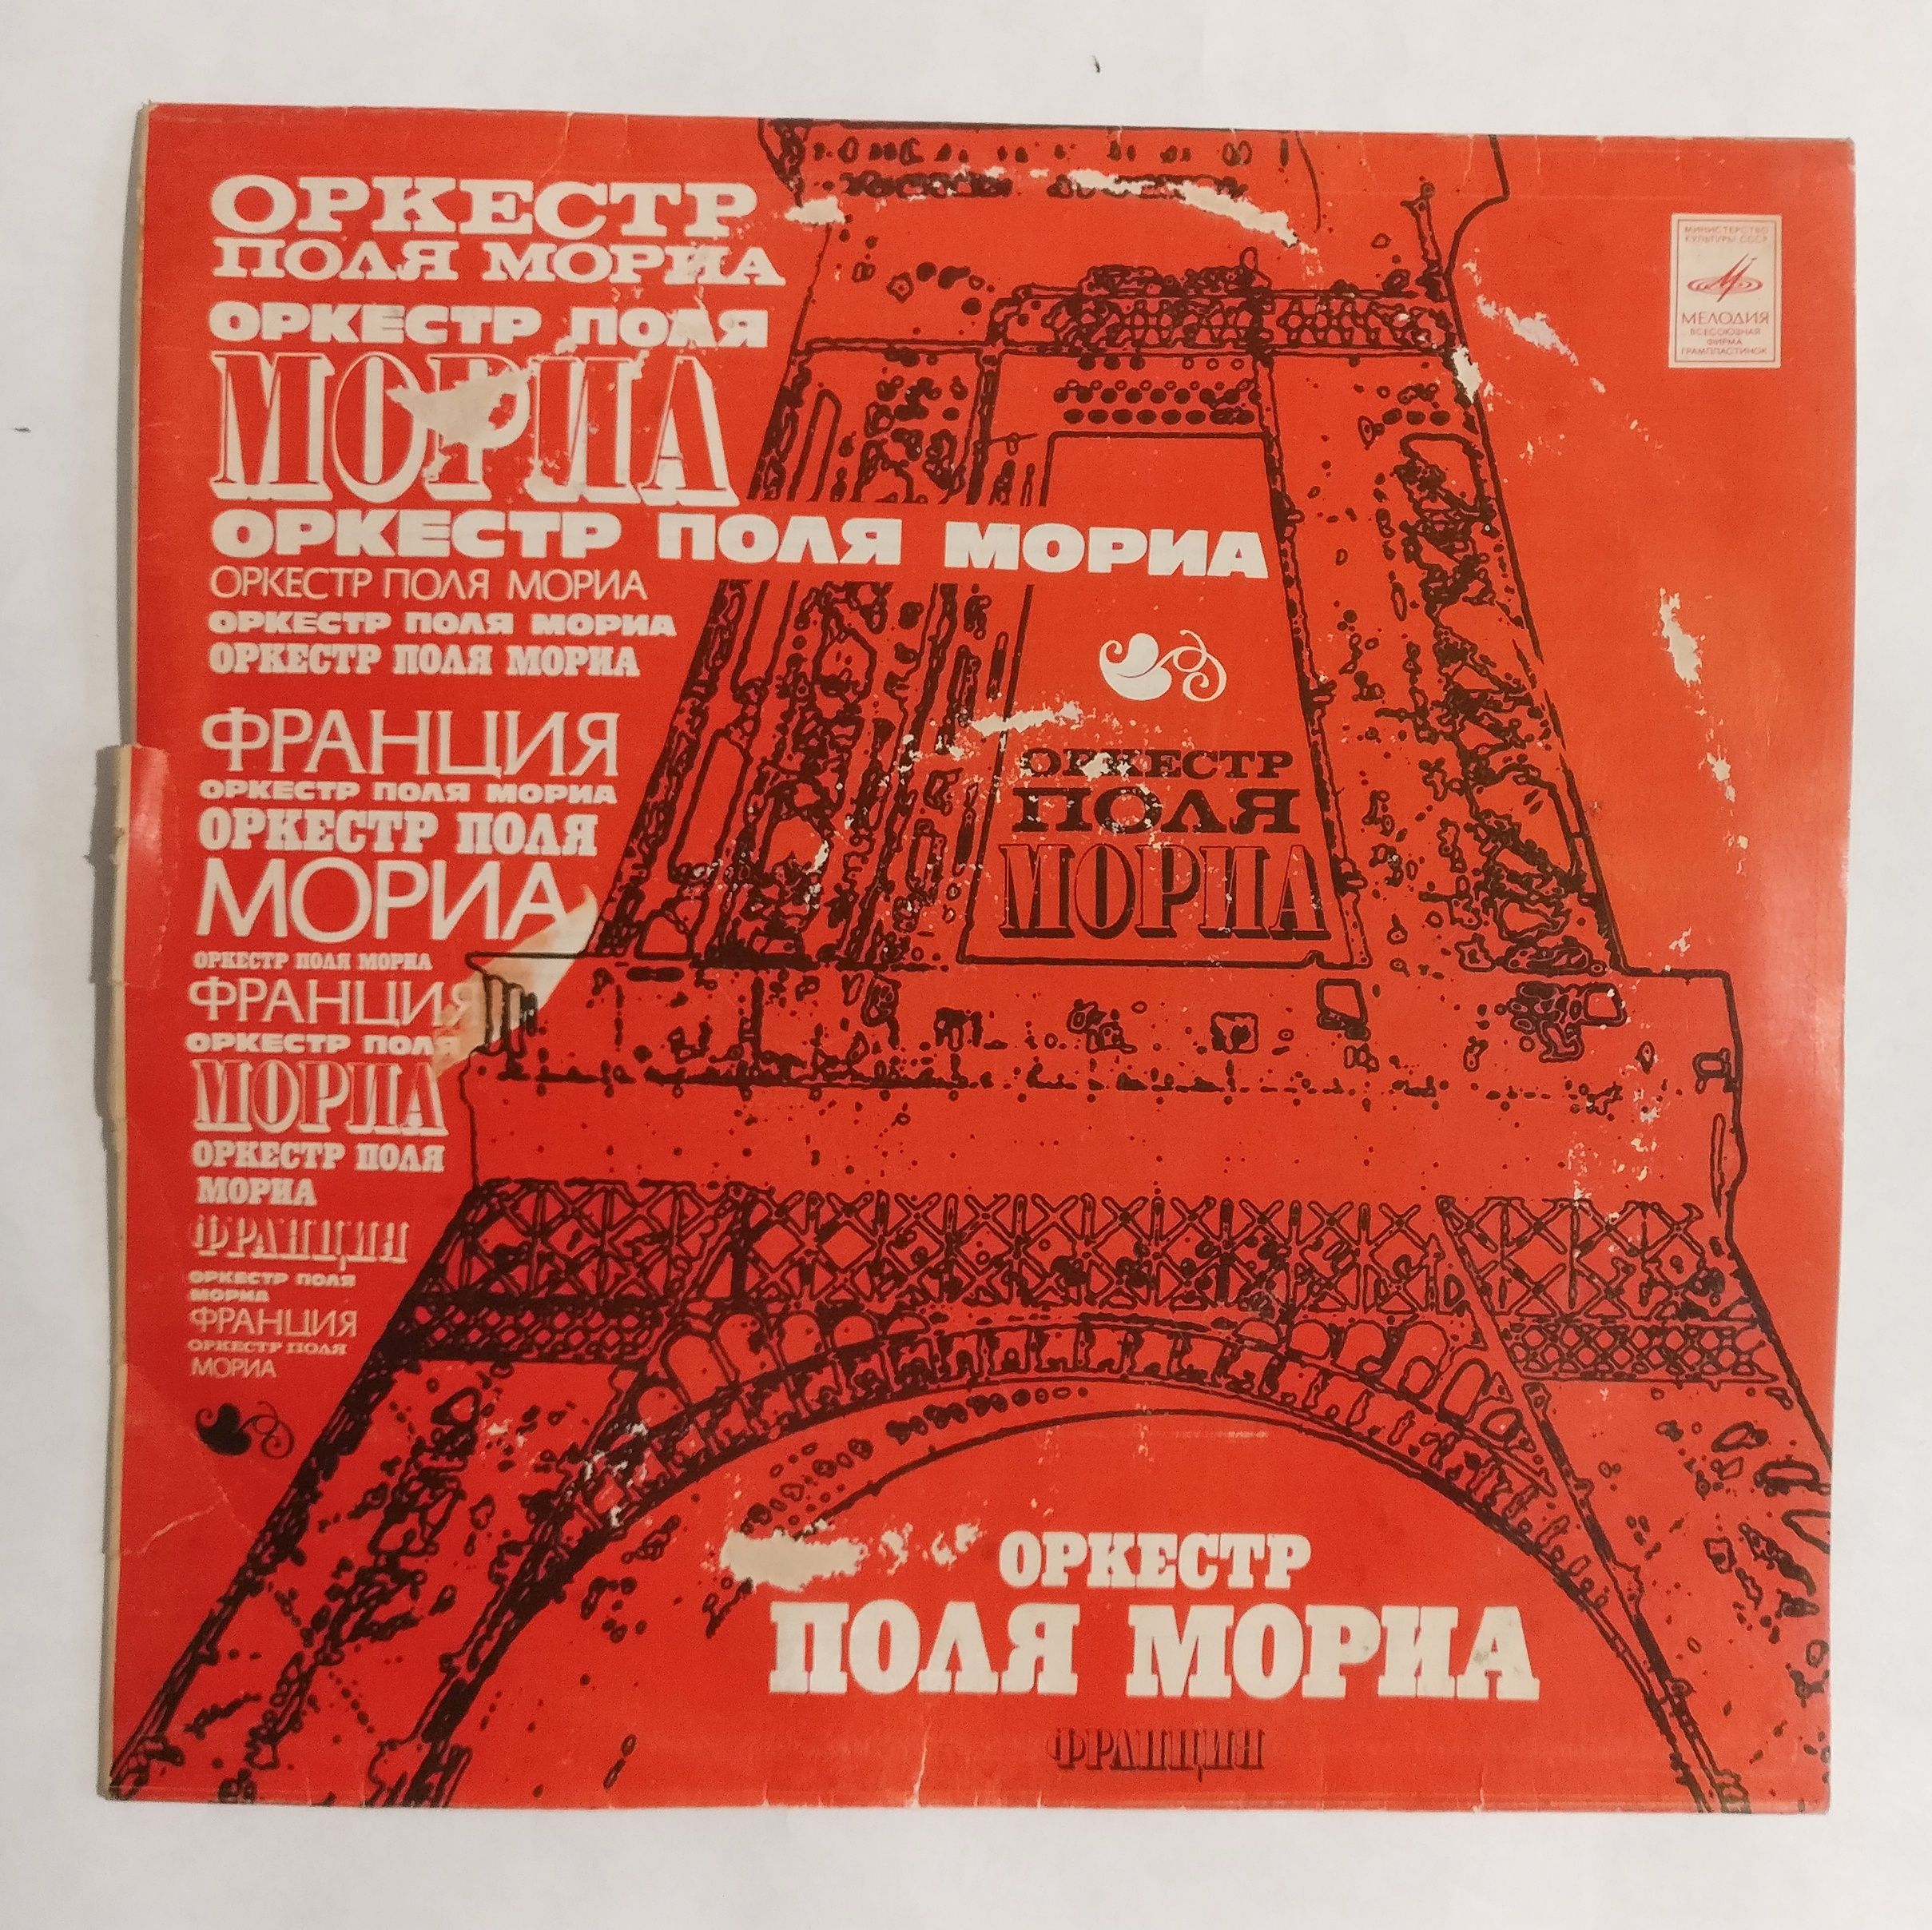 ОРКЕСТР
ПОЛЯ МОРИА
ОРКЕСТР ПОЛЯ
МОРИА
ОРКЕСТР ПОЛЯ МОРИА
ОРКЕСТР ПОЛЯ МОРИА
ОРКЕСТР ПОЛЯ МОРИА
ОРКЕСТР ПОЛЯ МОРИА
ФРАНЦИЯ
ОРКЕСТР ПОЛЯ МОРИА
ОРКЕСТР ПОЛЯ
МОРИА
ОРКЕСТР ПОЛЯ МОРИА
ФРАНЦИЯ
ОРКЕСТР ПОЛЯ
МОРИА
ОРКЕСТР ПОЛЯ
МОРИА
ФРАНЦИЯ
ОРКЕСТР ПОЛЯ
МОРИА
ФРАНЦИЯ
ОРКЕСТР ПОЛЯ
МОРИА
МИНИСТЕРСТВО
КУЛЬТУРЫ СССР
МЕЛОДИЯ
ВСЕСОЮЗНАЯ
ФИРМА
ГРАМПЛАСТИНОК
ОРКЕСТР
ПОЛЯ
МОРИА
ОРКЕСТР
ПОЛЯ МОРИА
ФРАНЦИЯ